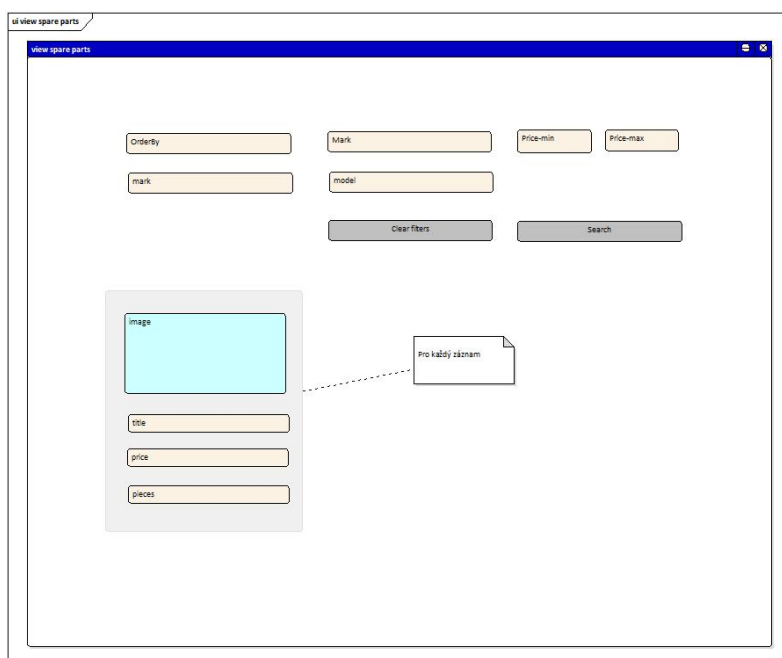 ui view spare parts
view spare parts
OrderBy
Mark
Price-min
Price-max
mark
model
Clear filters
Search
image
Pro každý záznam
title
price
pieces